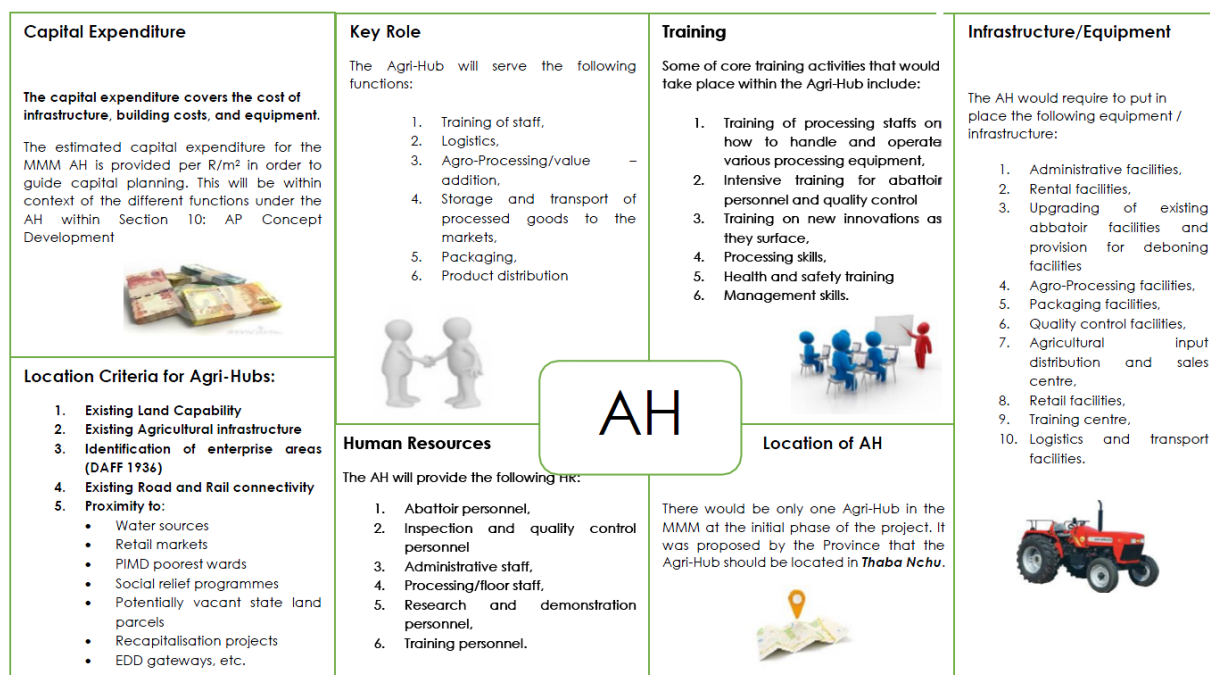 Capital Expenditure
The capital expenditure covers the cost of
infrastructure, building costs, and equipment.
The estimated capital expenditure for the
MMM AH is provided per R/m² in order to
guide capital planning. This will be within
context of the different functions under the
AH within Section 10: AP Concept
Development
Location Criteria for Agri-Hubs:
1. Existing Land Capability
2. Existing Agricultural infrastructure
3. Identification of enterprise areas
(DAFF 1936)
4. Existing Road and Rail connectivity
5. Proximity to:
• Water sources
• Retail markets
• PIMD poorest wards
• Social relief programmes
• Potentially vacant state land
parcels
• Recapitalisation projects
• EDD gateways, etc.
Key Role
The Agri-Hub will serve the following
functions:
1. Training of staff,
2. Logistics,
3. Agro-Processing/value –
addition,
4. Storage and transport of
processed goods to the
markets,
5. Packaging,
6. Product distribution
Human Resources
The AH will provide the following HR:
1. Abattoir personnel,
2. Inspection and quality control
personnel
3. Administrative staff,
4. Processing/floor staff,
5. Research and demonstration
personnel,
6. Training personnel.
AH
Training
Some of core training activities that would
take place within the Agri-Hub include:
1. Training of processing staffs on
how to handle and operate
various processing equipment,
2. Intensive training for abattoir
personnel and quality control
3. Training on new innovations as
they surface,
4. Processing skills,
5. Health and safety training
6. Management skills.
Location of AH
There would be only one Agri-Hub in the
MMM at the initial phase of the project. It
was proposed by the Province that the
Agri-Hub should be located in Thaba Nchu.
Infrastructure/Equipment
The AH would require to put in
place the following equipment /
infrastructure:
1. Administrative facilities,
2. Rental facilities,
3. Upgrading of existing
abbatoir facilities and
provision for deboning
facilities
4. Agro-Processing facilities,
5. Packaging facilities,
6. Quality control facilities,
7. Agricultural input
distribution and sales
centre,
8. Retail facilities,
9. Training centre,
10. Logistics and transport
facilities.